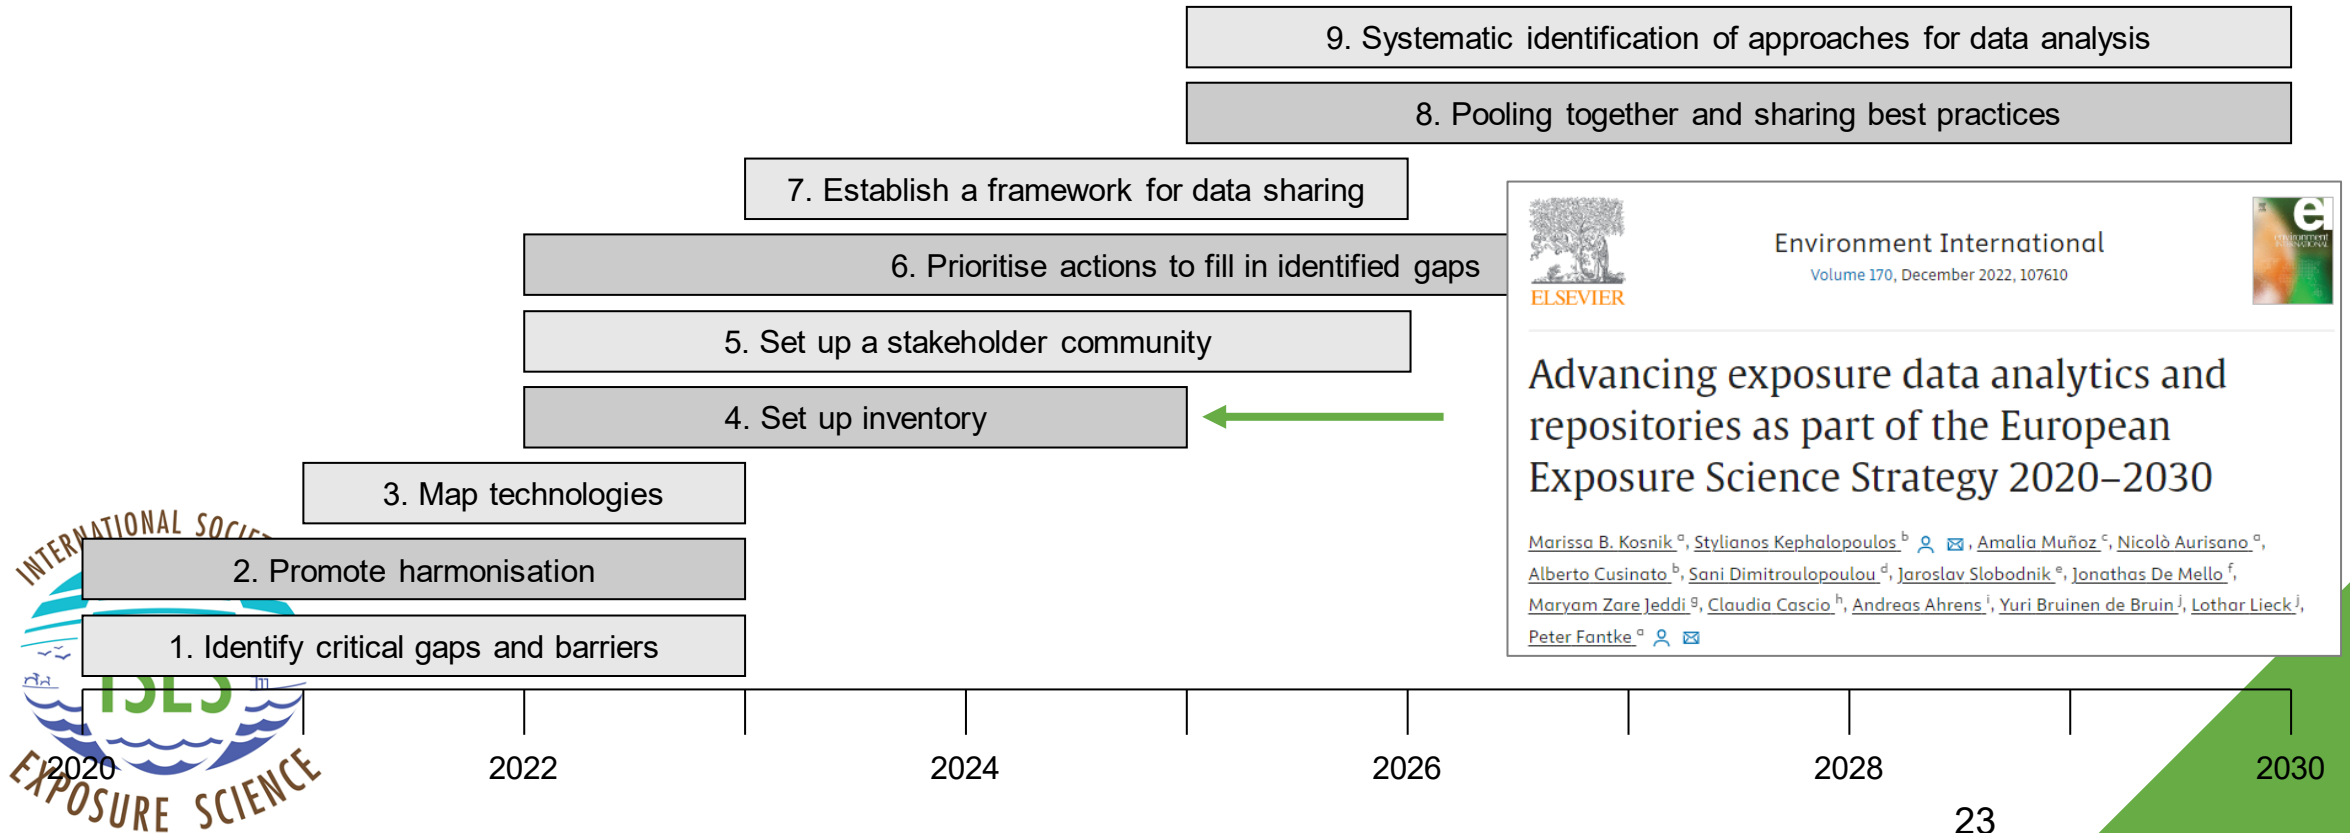 9. Systematic identification of approaches for data analysis
8. Pooling together and sharing best practices
7. Establish a framework for data sharing
6. Prioritise actions to fill in identified gaps
5. Set up a stakeholder community
4. Set up inventory
3. Map technologies
2. Promote harmonisation
1. Identify critical gaps and barriers
ELSEVIER
Environment International
Volume 170, December 2022, 107610
environment
INTERNATIONAL
Advancing exposure data analytics and
repositories as part of the European
Exposure Science Strategy 2020–2030
Marissa B. Kosnik a, Stylianos Kephalopoulos b, Amalia Muñoz c, Nicolò Aurisano a,
Alberto Cusinato b, Sani Dimitroulopoulou d, Jaroslav Slobodnik e, Jonathas De Mello f,
Maryam Zare Jeddi g, Claudia Cascio h, Andreas Ahrens i, Yuri Bruinen de Bruin j, Lothar Lieck j,
Peter Fantke a
INTERNATIONAL SOCIE
ISES
EXPOSURE SCIENCE
2020
2022
2024
2026
2028
2030
23